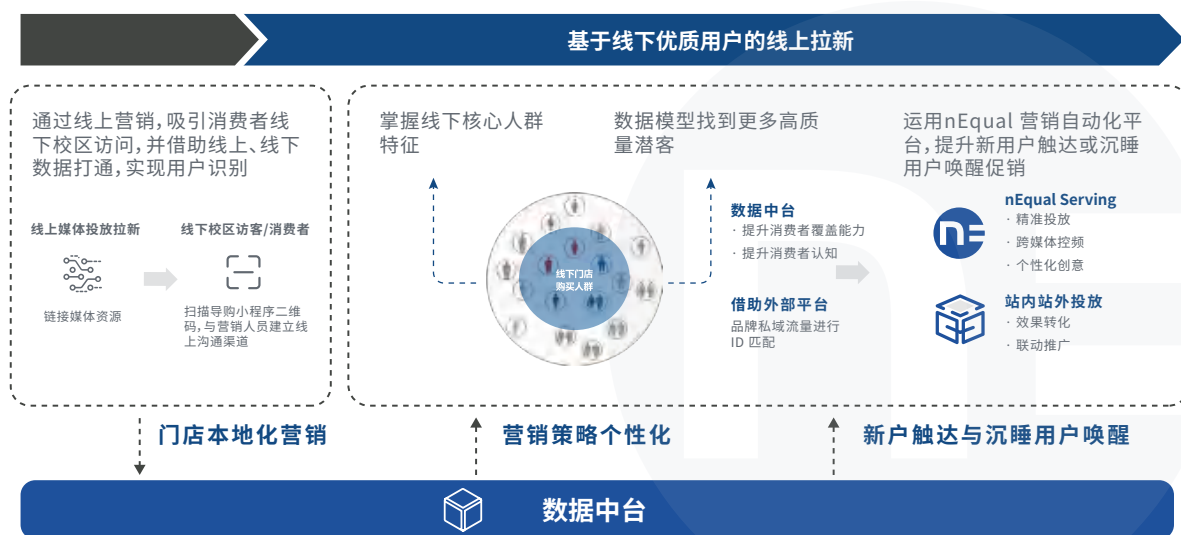 基于线下优质用户的线上拉新
通过线上营销，吸引消费者线
下校区访问，并借助线上、线下
数据打通，实现用户识别
线上媒体投放拉新
链接媒体资源
线下校区访客/消费者
扫描导购小程序二维
码，与营销人员建立线
上沟通渠道
掌握线下核心人群
特征
数据模型找到更多高质
量潜客
线下门店
购买人群
数据中台
· 提升消费者覆盖能力
· 提升消费者认知
借助外部平台
品牌私域流量进行
ID 匹配
运用nEqual 营销自动化平
台，提升新用户触达或沉睡
用户唤醒促销
nEqual Serving
· 精准投放
· 跨媒体控频
· 个性化创意
站内站外投放
· 效果转化
· 联动推广
门店本地化营销
营销策略个性化
新户触达与沉睡用户唤醒
数据中台